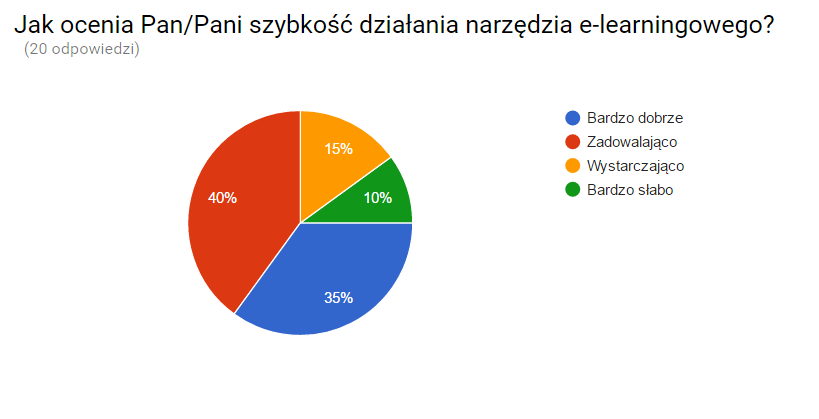 Jak ocenia Pan/Pani szybkość działania narzędzia e-learningowego?
(20 odpowiedzi)
Bardzo dobrze
Zadowalająco
Wystarczająco
Bardzo słabo
15%
10%
40%
35%